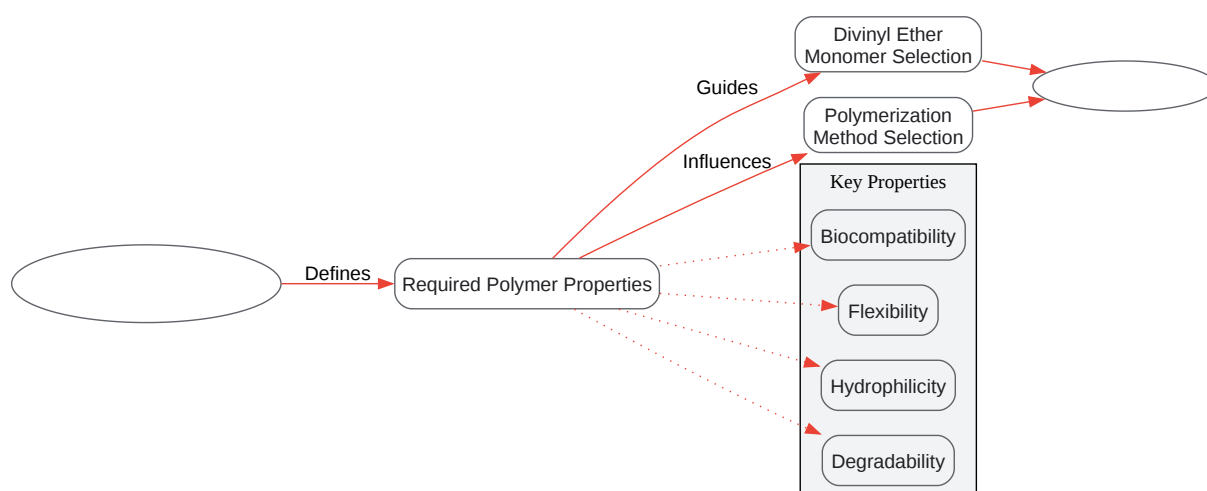 Divinyl Ether
Monomer Selection
Guides
Polymerization
Method Selection
Influences
Key Properties
Biocompatibility
Defines
Required Polymer Properties
Flexibility
Hydrophilicity
Degradability